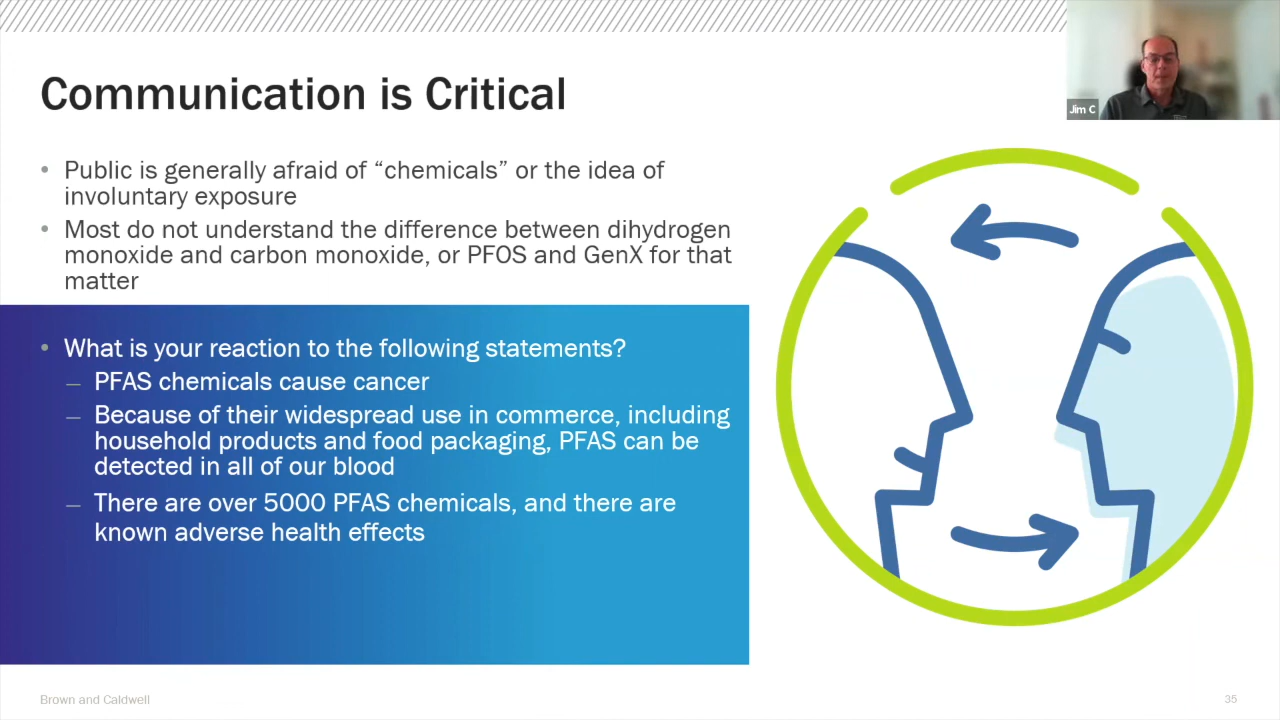 Jim C
Communication is Critical
• Public is generally afraid of “chemicals” or the idea of
involuntary exposure
• Most do not understand the difference between dihydrogen
monoxide and carbon monoxide, or PFOS and GenX for that
matter
• What is your reaction to the following statements?
– PFAS chemicals cause cancer
– Because of their widespread use in commerce, including
household products and food packaging, PFAS can be
detected in all of our blood
– There are over 5000 PFAS chemicals, and there are
known adverse health effects
Brown and Caldwell
35